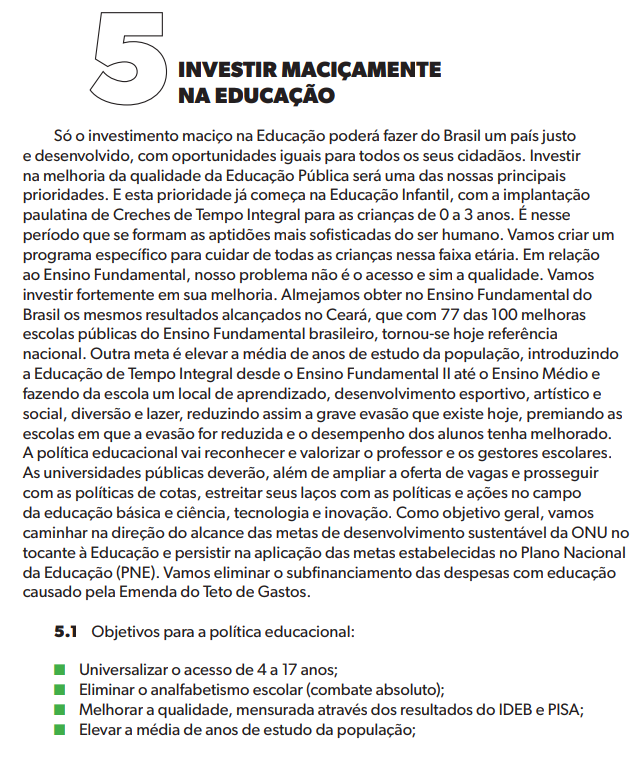 5
INVESTIR MACIÇAMENTE
NA EDUCAÇÃO
Só o investimento maciço na Educação poderá fazer do Brasil um país justo
e desenvolvido, com oportunidades iguais para todos os seus cidadãos. Investir
na melhoria da qualidade da Educação Pública será uma das nossas principais
prioridades. E esta prioridade já começa na Educação Infantil, com a implantação
paulatina de Creches de Tempo Integral para as crianças de 0 a 3 anos. É nesse
período que se formam as aptidões mais sofisticadas do ser humano. Vamos criar um
programa específico para cuidar de todas as crianças nessa faixa etária. Em relação
ao Ensino Fundamental, nosso problema não é o acesso e sim a qualidade. Vamos
investir fortemente em sua melhoria. Almejamos obter no Ensino Fundamental do
Brasil os mesmos resultados alcançados no Ceará, que com 77 das 100 melhoras
escolas públicas do Ensino Fundamental brasileiro, tornou-se hoje referência
nacional. Outra meta é elevar a média de anos de estudo da população, introduzindo
a Educação de Tempo Integral desde o Ensino Fundamental II até o Ensino Médio e
fazendo da escola um local de aprendizado, desenvolvimento esportivo, artístico e
social, diversão e lazer, reduzindo assim a grave evasão que existe hoje, premiando as
escolas em que a evasão for reduzida e o desempenho dos alunos tenha melhorado.
A política educacional vai reconhecer e valorizar o professor e os gestores escolares.
As universidades públicas deverão, além de ampliar a oferta de vagas e prosseguir
com as políticas de cotas, estreitar seus laços com as políticas e ações no campo
da educação básica e ciência, tecnologia e inovação. Como objetivo geral, vamos
caminhar na direção do alcance das metas de desenvolvimento sustentável da ONU no
tocante à Educação e persistir na aplicação das metas estabelecidas no Plano Nacional
da Educação (PNE). Vamos eliminar o subfinanciamento das despesas com educação
causado pela Emenda do Teto de Gastos.
5.1 Objetivos para a política educacional:
Universalizar o acesso de 4 a 17 anos;
Eliminar o analfabetismo escolar (combate absoluto);
Melhorar a qualidade, mensurada através dos resultados do IDEB e PISA;
Elevar a média de anos de estudo da população;